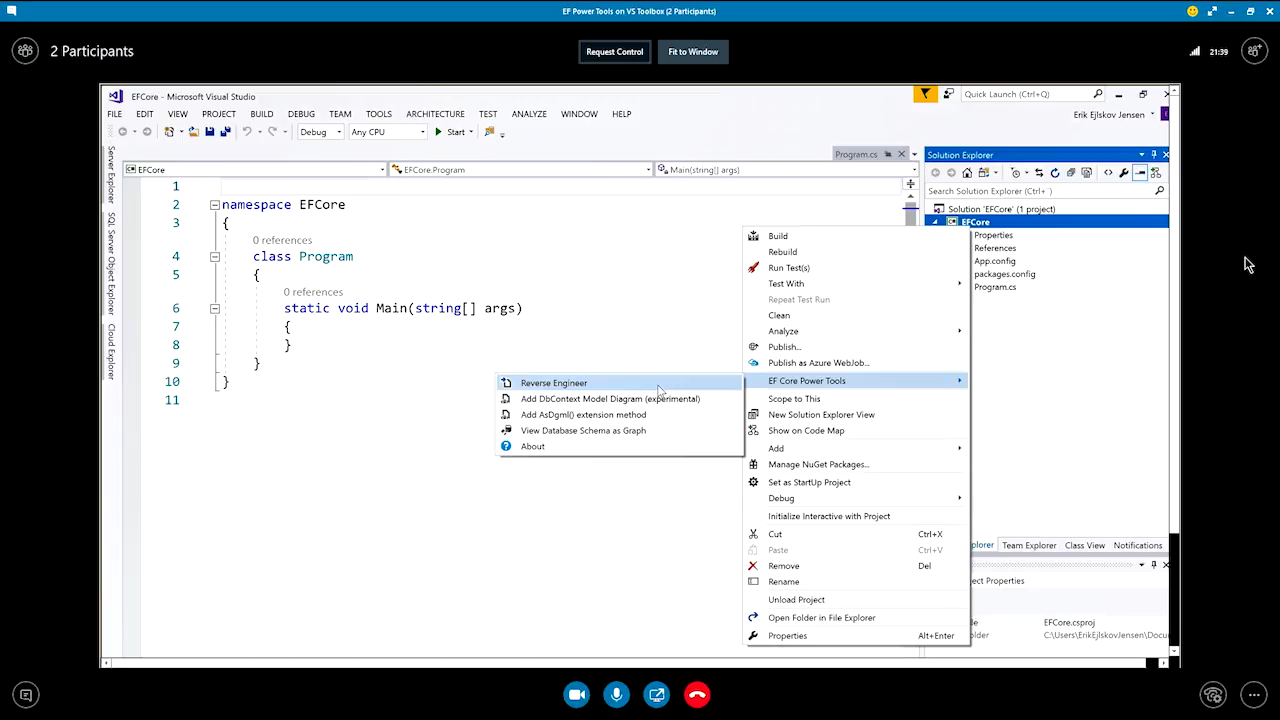 EF Power Tools on VS Toolbox (2 Participants)
2 Participants
Request Control
Fit to Window
21:39
EFCore - Microsoft Visual Studio
Quick Launch (Ctrl+Q)
FILE EDIT VIEW PROJECT BUILD DEBUG TEAM TOOLS ARCHITECTURE TEST ANALYZE WINDOW HELP
Erik Ejlskov Jensen
Debug Any CPU Start
Server Explorer
SQL Server Object Explorer
Cloud Explorer
Program.cs
EFCore EFCore.Program Main(string[] args)
1
2 namespace EFCore
3 {
0 references
4 class Program
5 {
0 references
6 static void Main(string[] args)
7 {
8 }
9 }
10 }
11
Solution Explorer
Search Solution Explorer (Ctrl+
Solution 'EFCore' (1 project)
EFCore
Properties
References
App.config
packages.config
Program.cs
Build
Rebuild
Run Test(s)
Test With
Repeat Test Run
Clean
Analyze
Publish...
Publish as Azure WebJob...
EF Core Power Tools
Scope to This
New Solution Explorer View
Show on Code Map
Add
Manage NuGet Packages...
Set as StartUp Project
Debug
Initialize Interactive with Project
Cut Ctrl+X
Paste Ctrl+V
Remove Del
Rename
Unload Project
Open Folder in File Explorer
Properties Alt+Enter
Reverse Engineer
Add DbContext Model Diagram (experimental)
Add AsDgml() extension method
View Database Schema as Graph
About
plorer Team Explorer Class View Notifications
ect Properties
EFCore.csproj
older C:\Users\ErikEjlskovJensen\Docu